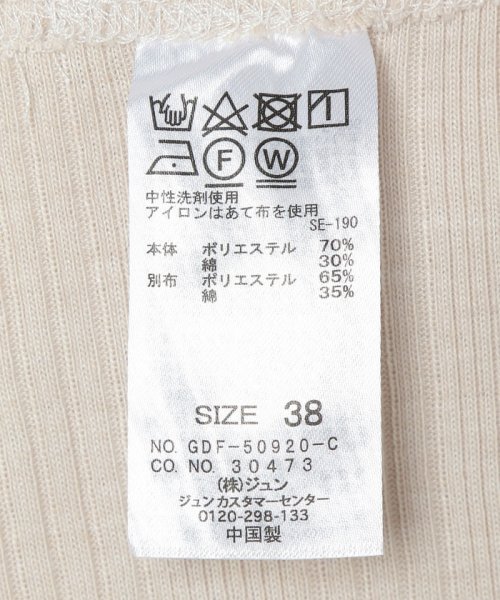 F W
中性洗剤使用
アイロンはあて布を使用
SE-190
本体 ポリエステル 70%
綿 30%
別布 ポリエステル 65%
綿 35%
SIZE 38
NO. GDF-50920-C
CO. NO. 30473
(株)ジュン
ジュンカスタマーセンター
0120-298-133
中国製